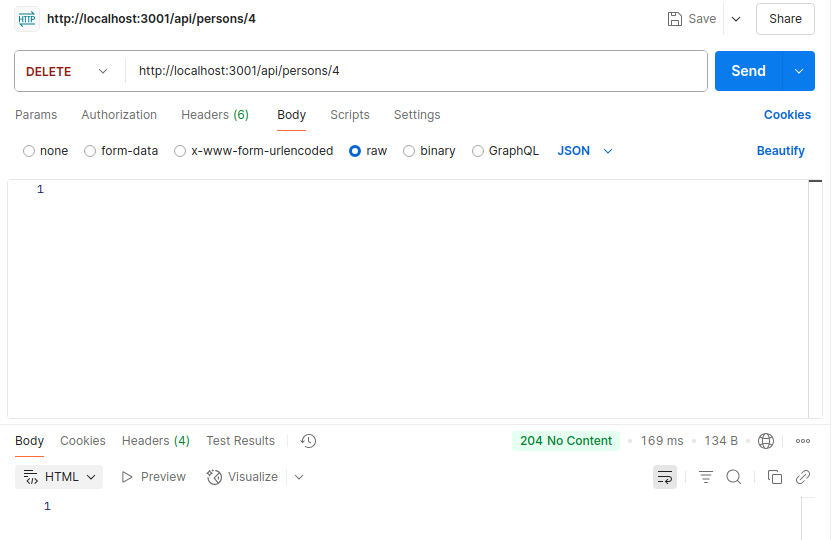 HTTP http://localhost:3001/api/persons/4 Save Share
DELETE http://localhost:3001/api/persons/4 Send
Params Authorization Headers (6) Body Scripts Settings Cookies
none form-data x-www-form-urlencoded raw binary GraphQL JSON Beautify
1
Body Cookies Headers (4) Test Results 204 No Content • 169 ms • 134 B
HTML Preview Visualize
1